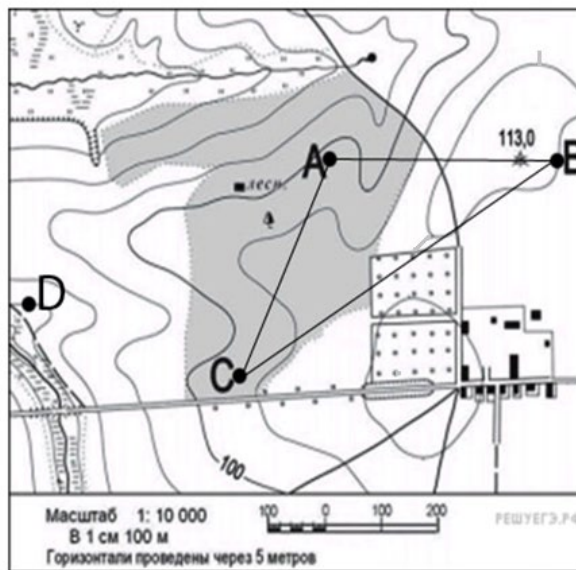 113,0
A
B
лесн.
D
C
100
Масштаб 1: 10 000
В 1 см 100 м
100 0 100 200
Горизонтали проведены через 5 метров
РЕШУЕГЭ.РФ